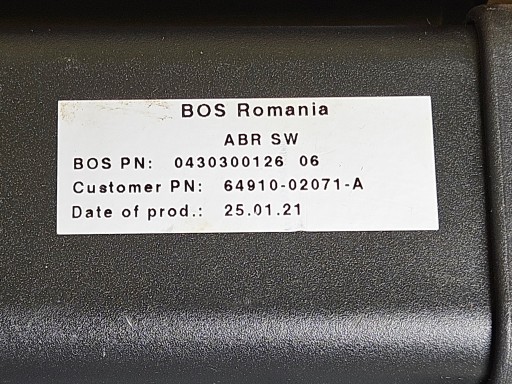 BOS Romania
ABR SW
BOS PN: 0430300126 06
Customer PN: 64910-02071-A
Date of prod.: 25.01.21